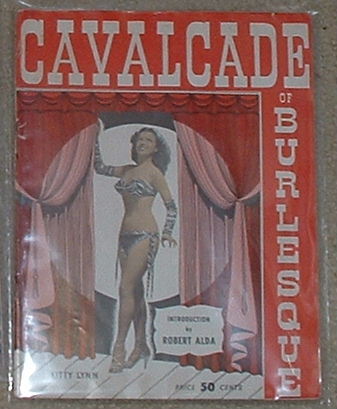 CAVALCADE
OF
BURLESQUE
INTRODUCTION
by
ROBERT ALDA
KITTY LYNN
PRICE 50 CENTS